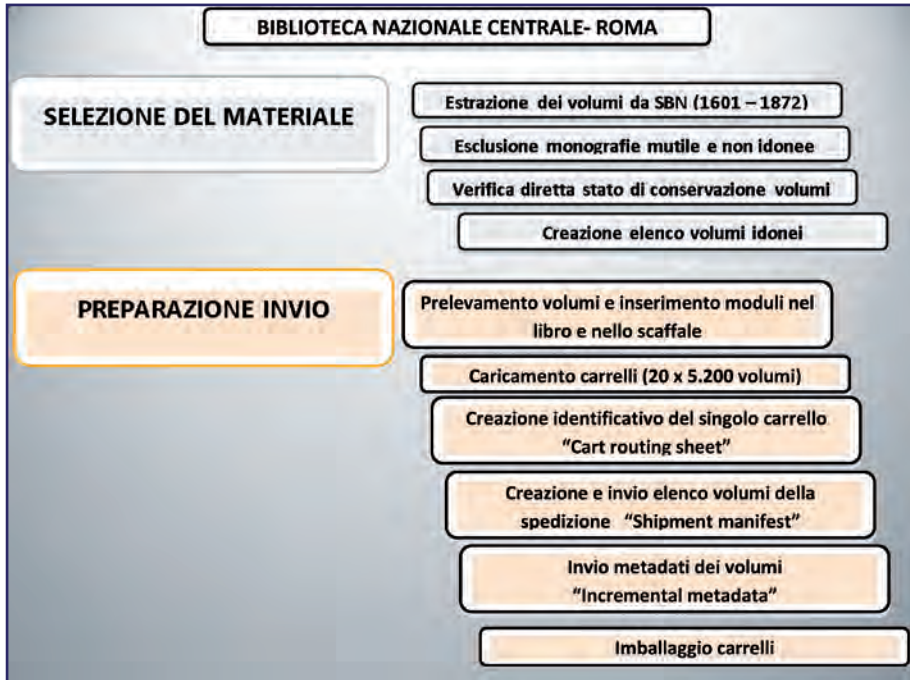 BIBLIOTECA NAZIONALE CENTRALE- ROMA
SELEZIONE DEL MATERIALE
Estrazione dei volumi da SBN (1601 – 1872)
Esclusione monografie mutile e non idonee
Verifica diretta stato di conservazione volumi
Creazione elenco volumi idonei
PREPARAZIONE INVIO
Prelevamento volumi e inserimento moduli nel
libro e nello scaffale
Caricamento carrelli (20 x 5.200 volumi)
Creazione identificativo del singolo carrello
“Cart routing sheet”
Creazione e invio elenco volumi della
spedizione “Shipment manifest”
Invio metadati dei volumi
“Incremental metadata”
Imballaggio carrelli